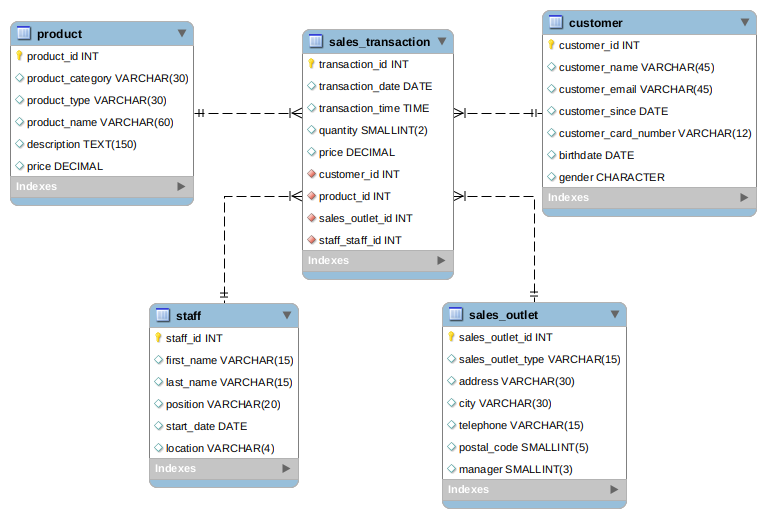 product
product_id INT
product_category VARCHAR(30)
product_type VARCHAR(30)
product_name VARCHAR(60)
description TEXT(150)
price DECIMAL
Indexes
sales_transaction
transaction_id INT
transaction_date DATE
transaction_time TIME
quantity SMALLINT(2)
price DECIMAL
customer_id INT
product_id INT
sales_outlet_id INT
staff_staff_id INT
Indexes
customer
customer_id INT
customer_name VARCHAR(45)
customer_email VARCHAR(45)
customer_since DATE
customer_card_number VARCHAR(12)
birthdate DATE
gender CHARACTER
Indexes
staff
staff_id INT
first_name VARCHAR(15)
last_name VARCHAR(15)
position VARCHAR(20)
start_date DATE
location VARCHAR(4)
Indexes
sales_outlet
sales_outlet_id INT
sales_outlet_type VARCHAR(15)
address VARCHAR(30)
city VARCHAR(30)
telephone VARCHAR(15)
postal_code SMALLINT(5)
manager SMALLINT(3)
Indexes